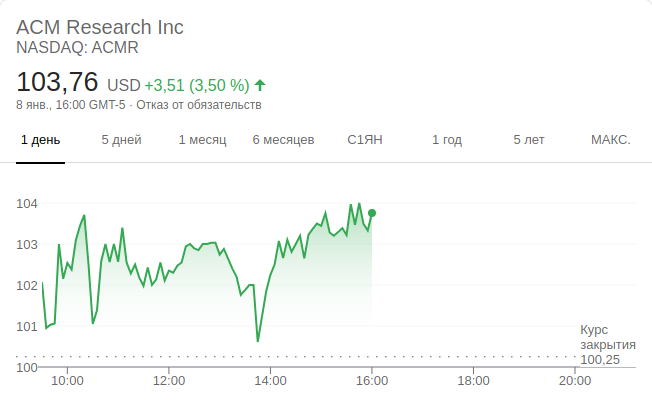 ACM Research Inc
NASDAQ: ACMR
103,76 USD +3,51 (3,50 %)
8 янв., 16:00 GMT-5 · Отказ от обязательств
1 день 5 дней 1 месяц 6 месяцев С1ЯН 1 год 5 лет МАКС.
104
103
102
101
Курс
закрытия
100,25
100
10:00 12:00 14:00 16:00 18:00 20:00